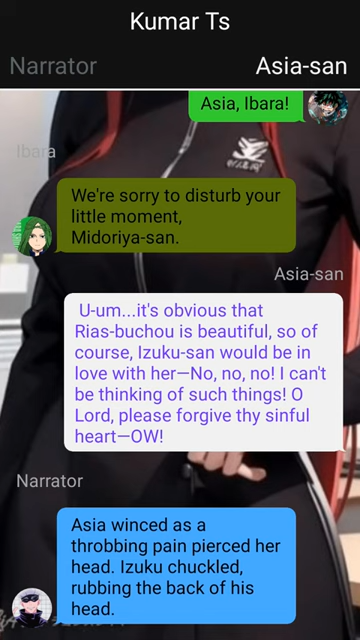 Kumar Ts
Narrator
Asia-san
Asia, Ibara!
Ibara
We're sorry to disturb your
little moment,
Midoriya-san.
Asia-san
U-um...it's obvious that
Rias-buchou is beautiful, so of
course, Izuku-san would be in
love with her—No, no, no! I can't
be thinking of such things! O
Lord, please forgive thy sinful
heart—OW!
Narrator
Asia winced as a
throbbing pain pierced her
head. Izuku chuckled,
rubbing the back of his
head.